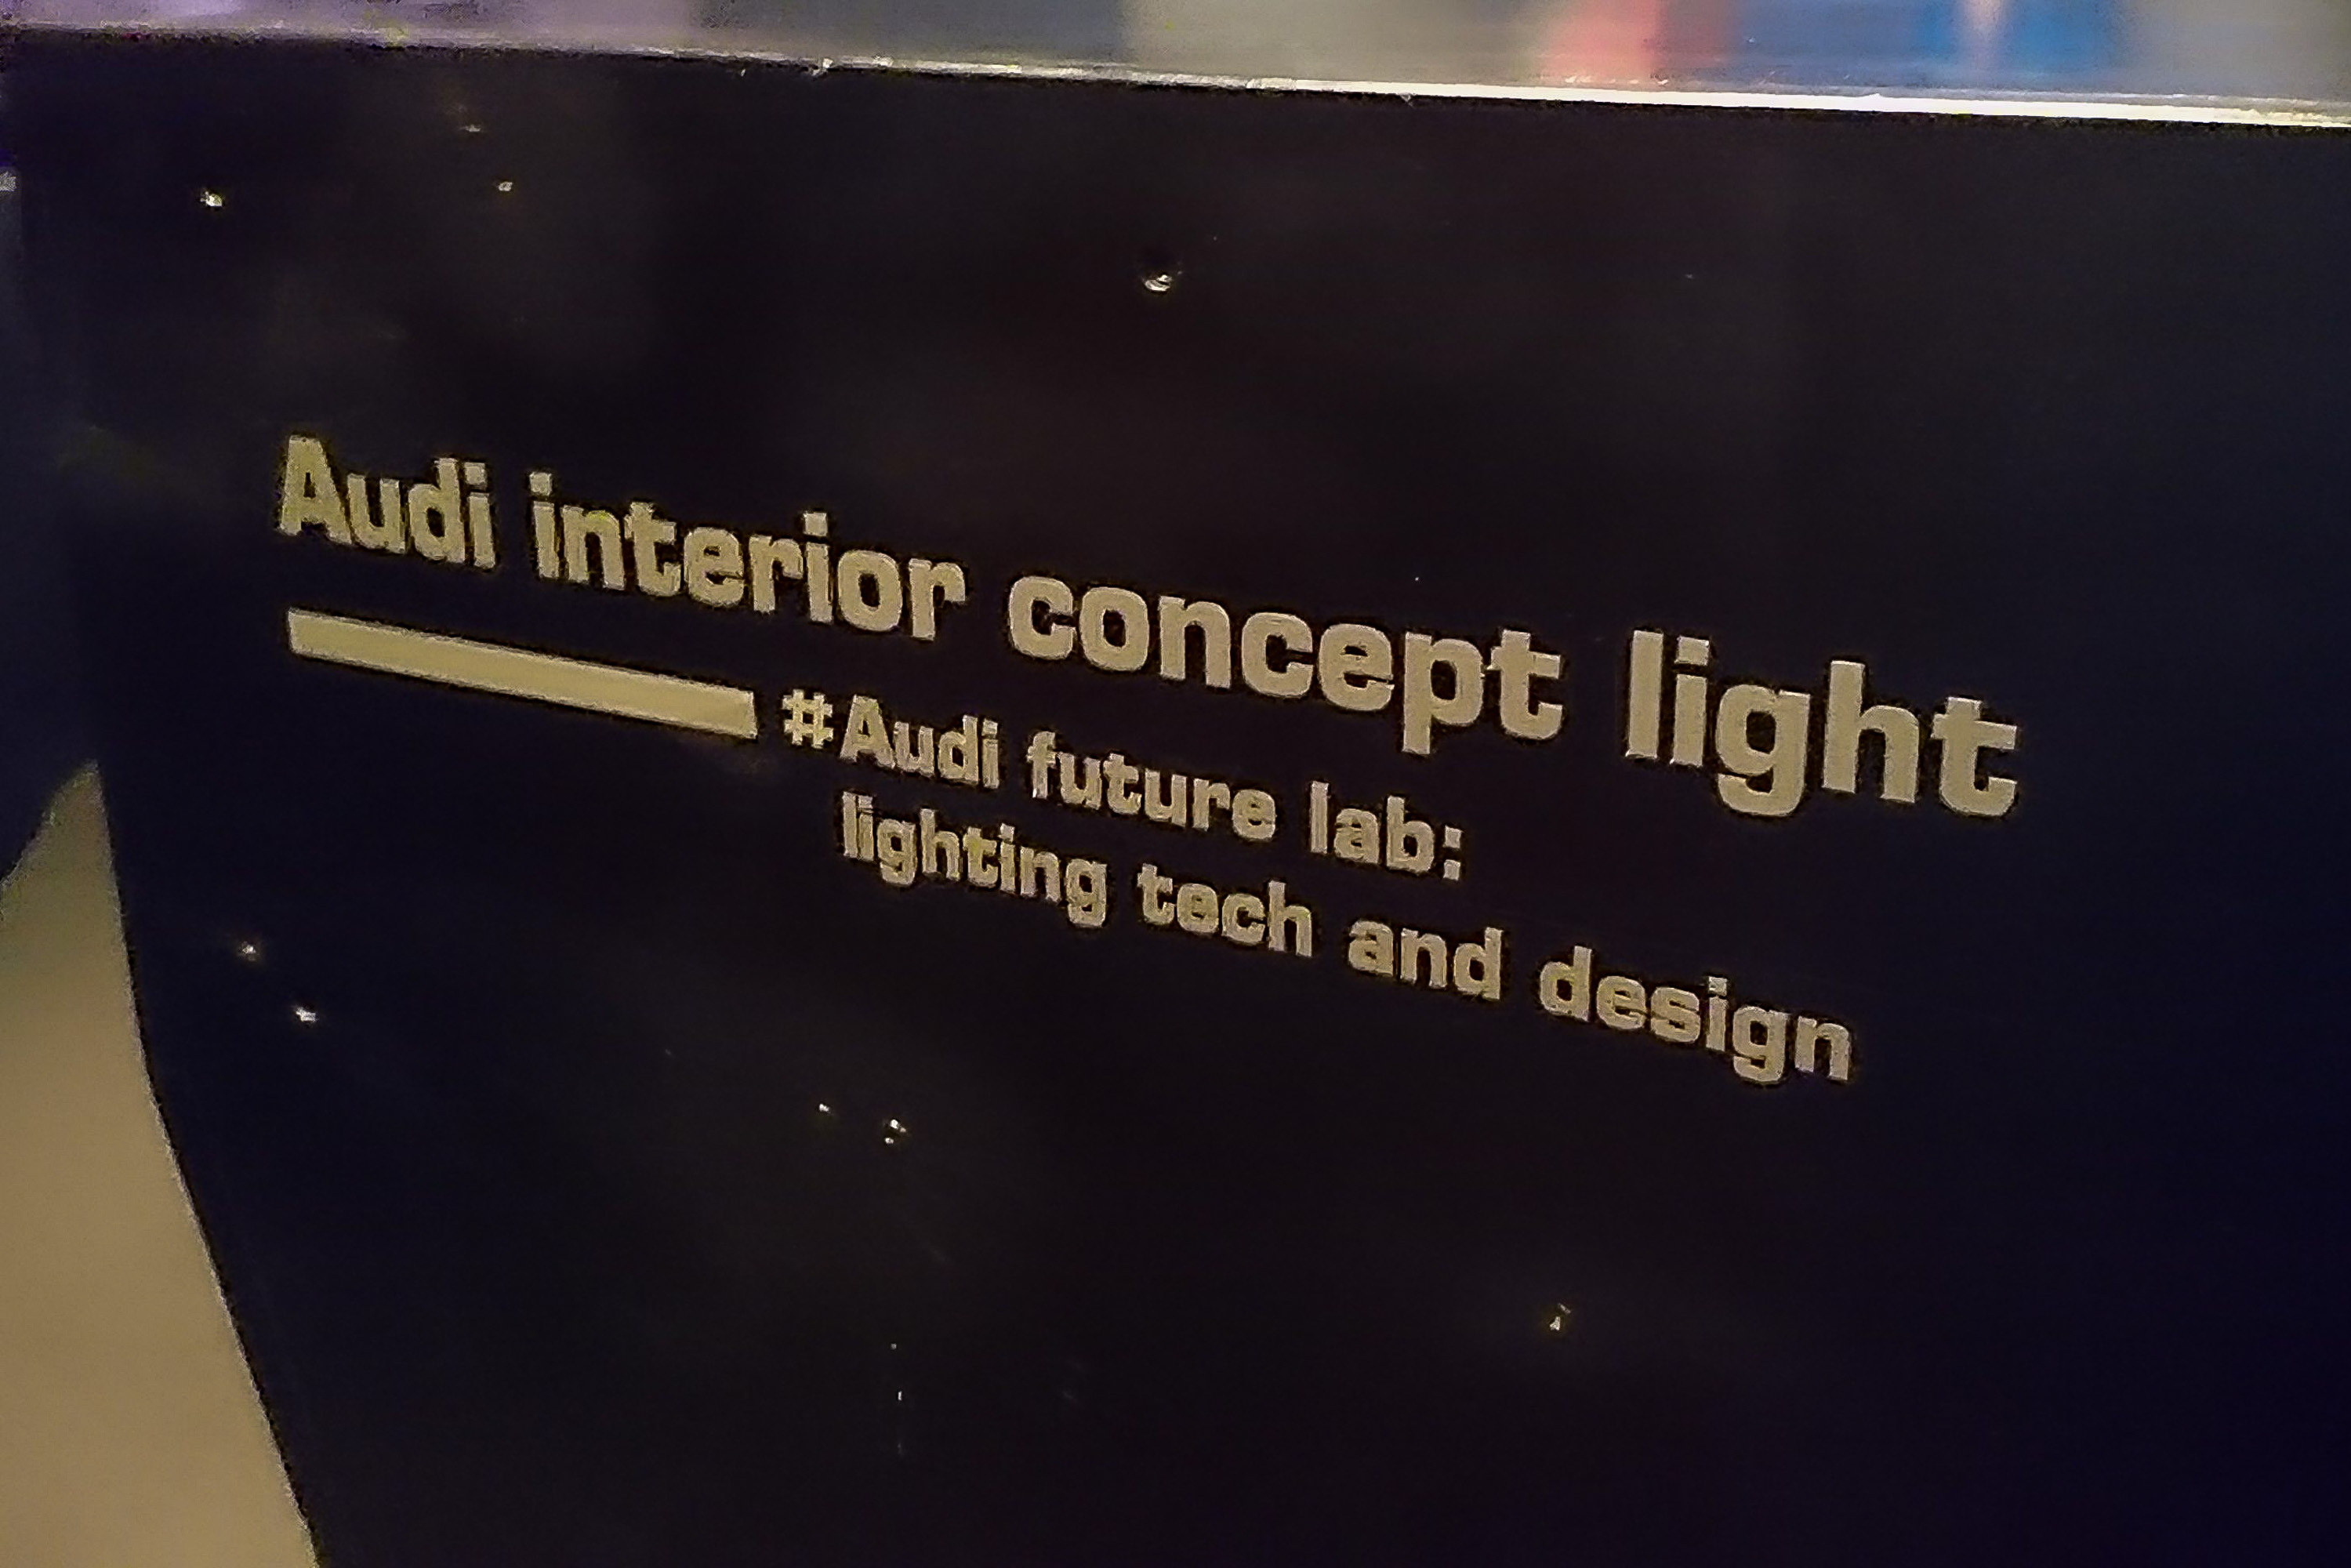 Audi interior concept light
#Audi future lab:
lighting tech and design